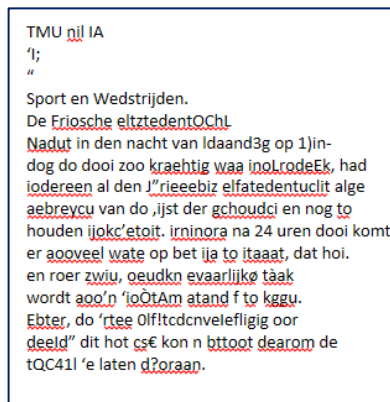 TMU nil IA
‘I;
“
Sport en Wedstrijden.
De Friosche eltztedentOChL
Nadut in den nacht van ldaand3g op 1)in-
dog do dooi zoo kraehtig waa inoLrodeEk, had
iodereen al den J”rieeebiz elfatedentuclit alge
aebreycu van do ,ijst der gchoudci en nog to
houden ijokc’etoit. irninora na 24 uren dooi komt
er aooveel wate op bet ija to itaaat, dat hoi.
en roer zwiu, oeudkn evaarlijkø tàak
wordt aoo’n ‘ioÒtAm atand f to kggu.
Ebter, do ‘rtee 0lf!tcdcnvelefligig oor
deeld” dit hot cs€ kon n bttoot dearom de
tQC41l ‘e laten d?oraan.